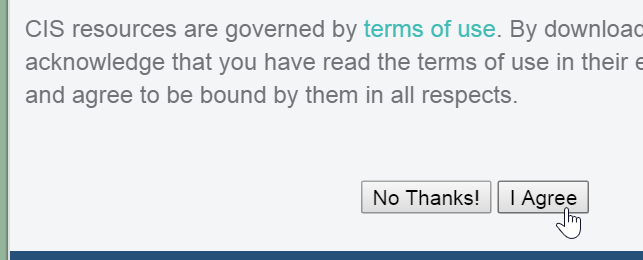 CIS resources are governed by terms of use. By download
acknowledge that you have read the terms of use in their e
and agree to be bound by them in all respects.
No Thanks! I Agree